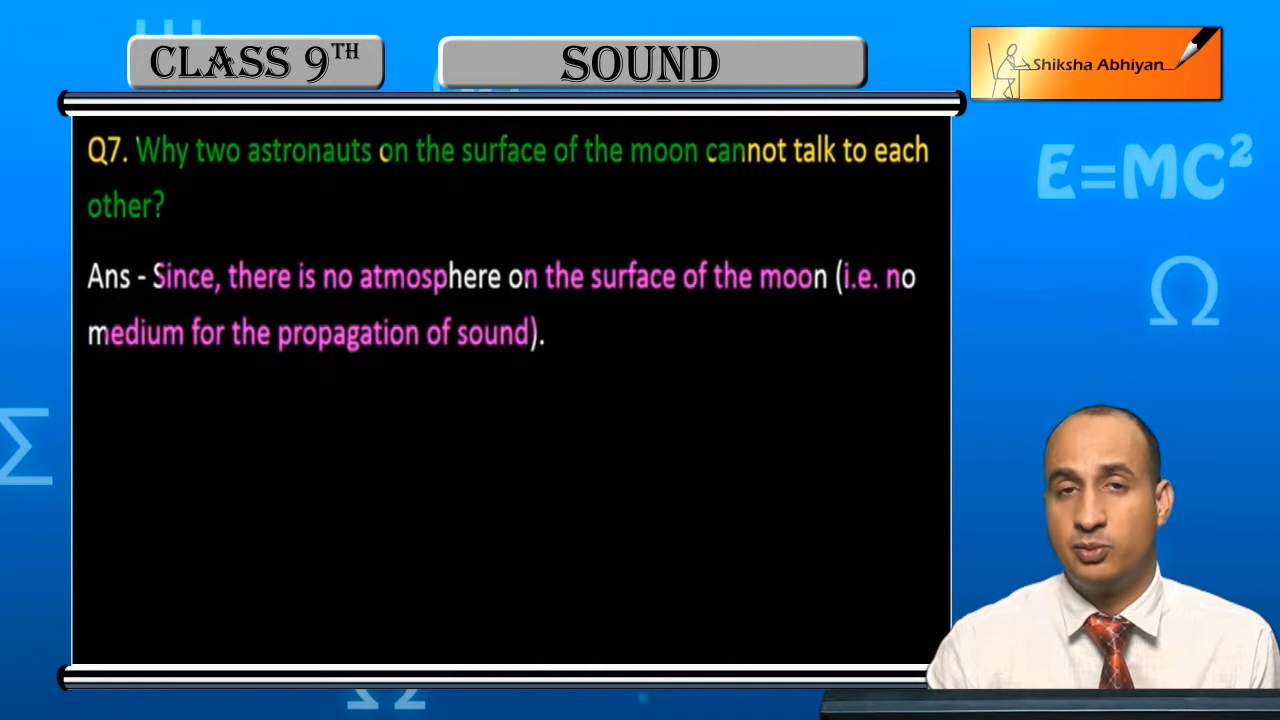 CLASS 9TH
SOUND
Shiksha Abhiyan
Q7. Why two astronauts on the surface of the moon cannot talk to each
other?
Ans - Since, there is no atmosphere on the surface of the moon (i.e. no
medium for the propagation of sound).
E=MC²
Ω
Σ
Ω